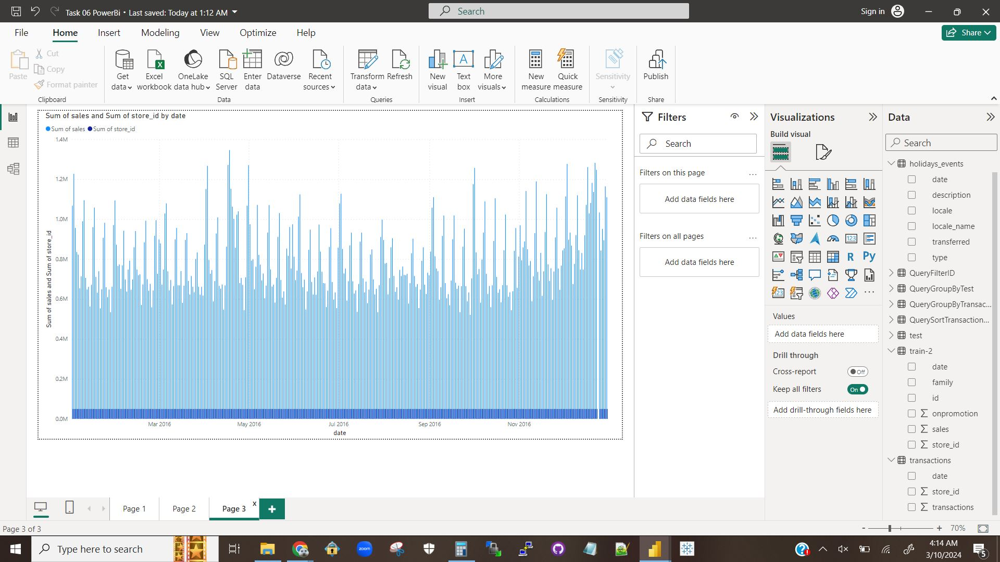 Task 06 PowerBi • Last saved: Today at 1:12 AM
Search
Sign in
File
Home
Insert
Modeling
View
Optimize
Help
Share
Paste
Cut
Copy
Format painter
Clipboard
Get data
Excel workbook
OneLake data hub
SQL Server
Enter data
Dataverse
Recent sources
Data
Transform data
Refresh
Queries
New visual
A
Text box
More visuals
Insert
New measure
Quick measure
Calculations
Sensitivity
Sensitivity
Publish
Share
Sum of sales and Sum of store_id by date
Sum of sales
Sum of store_id
1.4M
1.2M
1.0M
0.8M
0.6M
0.4M
0.2M
0.0M
Sum of sales and Sum of store_id
Mar 2016
May 2016
Jul 2016
Sep 2016
Nov 2016
date
Filters
Search
Filters on this page
...
Add data fields here
Filters on all pages
...
Add data fields here
Visualizations
Build visual
123
R
Py
123
...
Values
Add data fields here
Drill through
Cross-report
Off
Keep all filters
On
Add drill-through fields here
Data
Search
holidays_events
date
description
locale
locale_name
transferred
type
QueryFilterID
QueryGroupByTest
QueryGroupByTransac...
QuerySortTransaction...
test
train-2
date
family
id
Σ onpromotion
Σ sales
Σ store_id
transactions
date
Σ store_id
Σ transactions
Page 1
Page 2
Page 3
x
+
Page 3 of 3
- + 70%
Type here to search
zoom
4:14 AM
3/10/2024
5